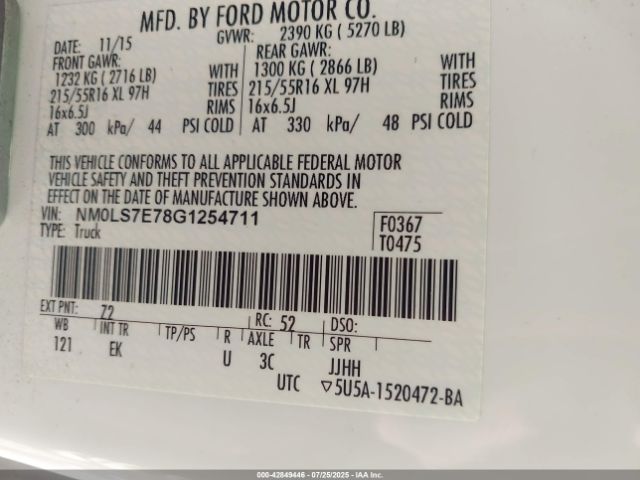 MFD. BY FORD MOTOR CO.
DATE: 11/15 GVWR: 2390 KG ( 5270 LB)
FRONT GAWR: REAR GAWR:
1232 KG ( 2716 LB) WITH 1300 KG ( 2866 LB) WITH
215/55R16 XL 97H TIRES 215/55R16 XL 97H TIRES
16x6.5J RIMS 16x6.5J RIMS
AT 300 kPa/ 44 PSI COLD AT 330 kPa/ 48 PSI COLD
THIS VEHICLE CONFORMS TO ALL APPLICABLE FEDERAL MOTOR
VEHICLE SAFETY AND THEFT PREVENTION STANDARDS IN
EFFECT ON THE DATE OF MANUFACTURE SHOWN ABOVE.
VIN: NM0LS7E78G1254711 F0367
TYPE: Truck T0475
EXT PNT: 72 RC: 52 DSO:
WB INT TR TP/PS R AXLE TR SPR
121 EK U 3C JJHH
UTC ▽5U5A-1520472-BA
000-42849446 - 07/25/2025 - IAA Inc.